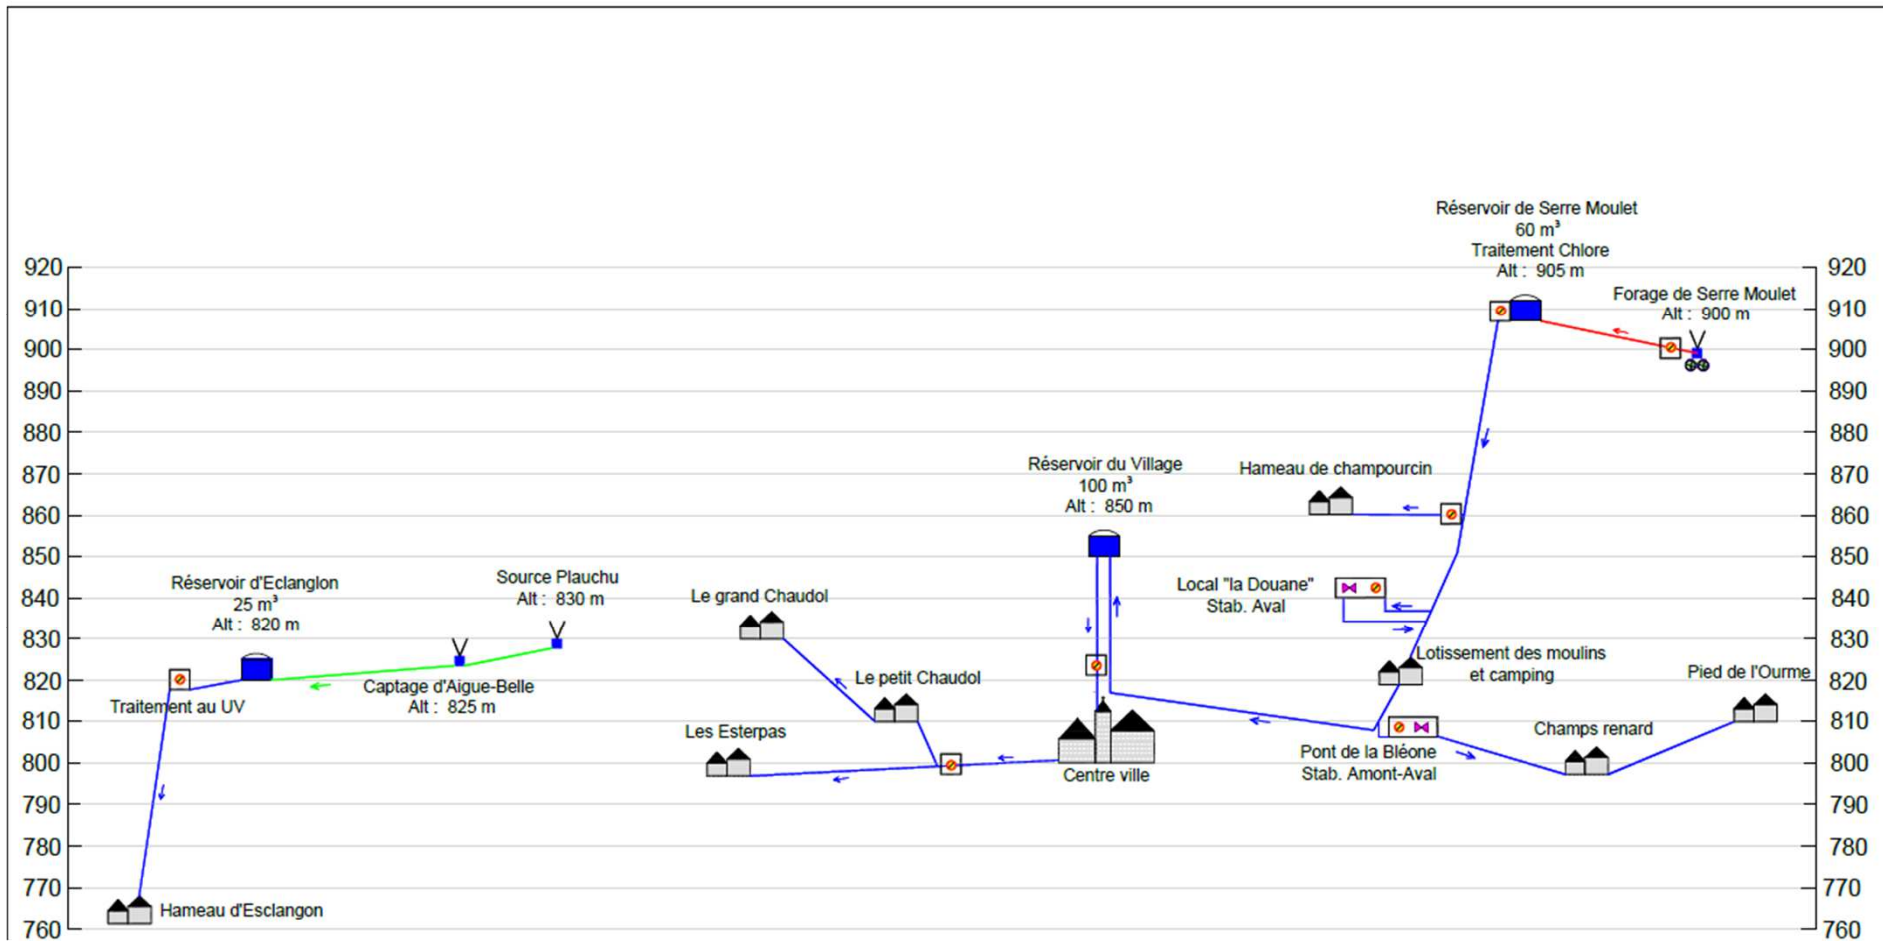 Réservoir de Serre Moulet
60 m³
Traitement Chlore
Alt : 905 m
Forage de Serre Moulet
Alt : 900 m
920
910
900
890
880
870
860
850
840
830
820
810
800
790
780
770
760
920
910
900
890
880
870
860
850
840
830
820
810
800
790
780
770
760
Réservoir du Village
100 m³
Alt : 850 m
Hameau de champourcin
Réservoir d'Eclanglon
25 m³
Alt : 820 m
Source Plauchu
Alt : 830 m
Le grand Chaudol
Local "la Douane"
Stab. Aval
Traitement au UV
Captage d'Aigue-Belle
Alt : 825 m
Le petit Chaudol
Lotissement des moulins
et camping
Pied de l'Ourme
Les Esterpas
Centre ville
Pont de la Bléone
Stab. Amont-Aval
Champs renard
Hameau d'Esclangon